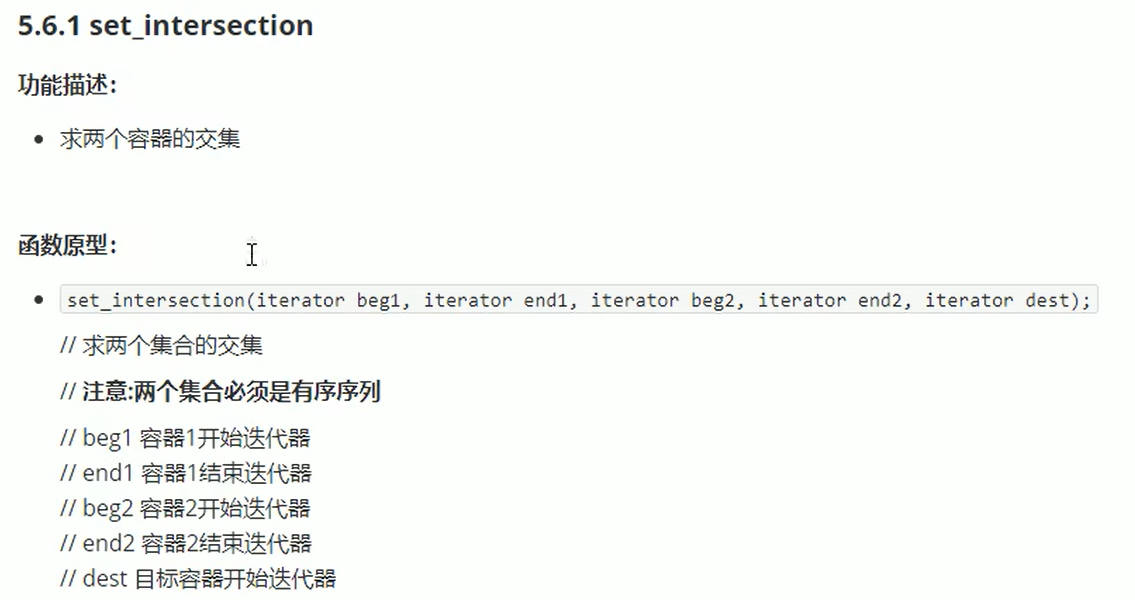 5.6.1 set_intersection
功能描述：
求两个容器的交集
函数原型：
set_intersection(iterator beg1, iterator end1, iterator beg2, iterator end2, iterator dest);
// 求两个集合的交集
// 注意:两个集合必须是有序序列
// beg1 容器1开始迭代器
// end1 容器1结束迭代器
// beg2 容器2开始迭代器
// end2 容器2结束迭代器
// dest 目标容器开始迭代器